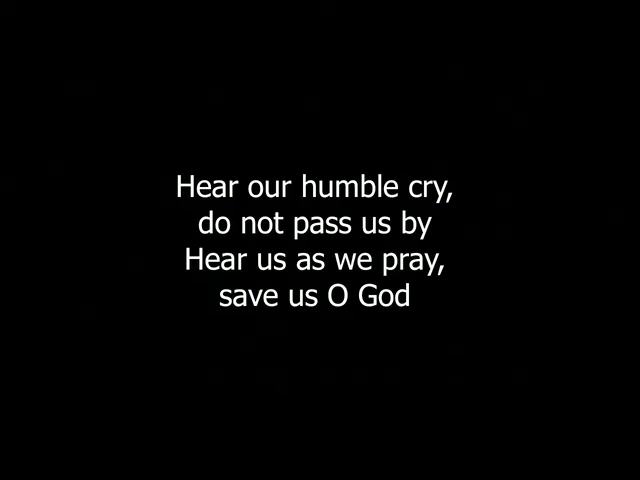 Hear our humble cry,
do not pass us by
Hear us as we pray,
save us O God